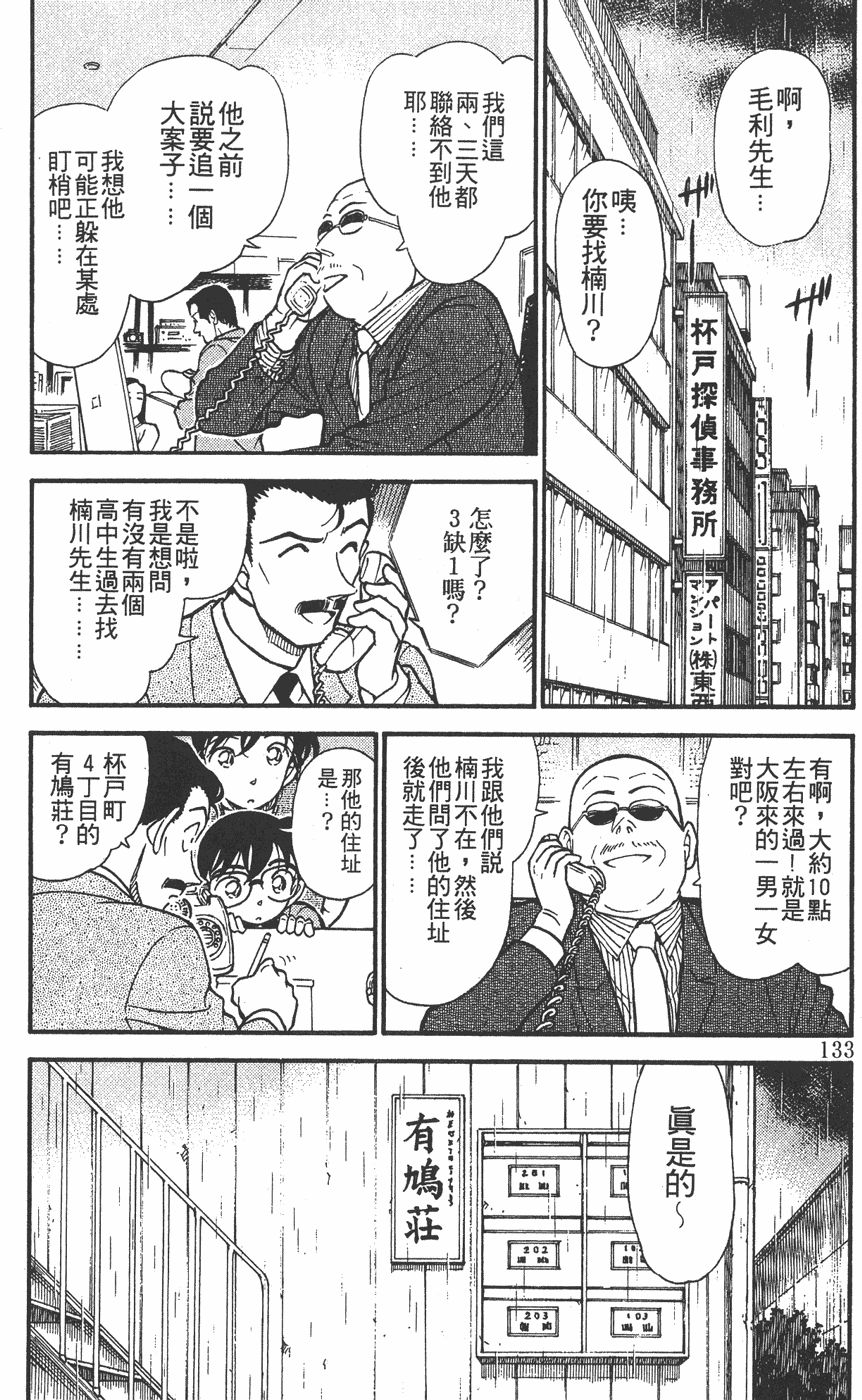 啊，
毛利先生…
咦…
你要找楠川？
杯戶探偵事務所
アパート
マンション
㈱東西
我們這
兩、三天都
聯絡不到他
耶……
他之前
說要追一個
大案子……
我想他
可能正躲在某處
盯梢吧……
怎麼了？
3缺1嗎？
不是啦，
我是想問
有沒有兩個
高中生過去找
楠川先生………
有啊，大約10點
左右來過！就是
大阪來的一男一女
對吧？
我跟他們說
楠川不在，然後
他們問了他的住址
後就走了……
那他的住址
是…？
杯戶町
4丁目的
有鳩莊？
133
真是的～
有鳩莊
201
202
203
103